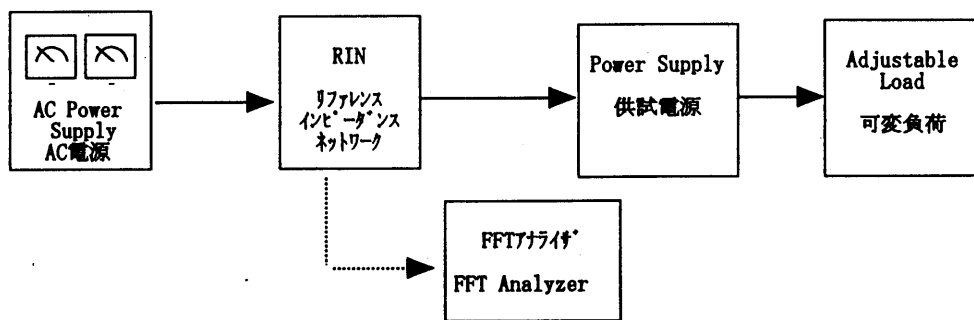 AC Power
Supply
AC電源
RIN
ﾘﾌｧﾚﾝｽ
ｲﾝﾋﾟｰﾀﾞﾝｽ
ﾈｯﾄﾜｰｸ
Power Supply
供試電源
Adjustable
Load
可変負荷
FFTｱﾅﾗｲｻﾞ
FFT Analyzer